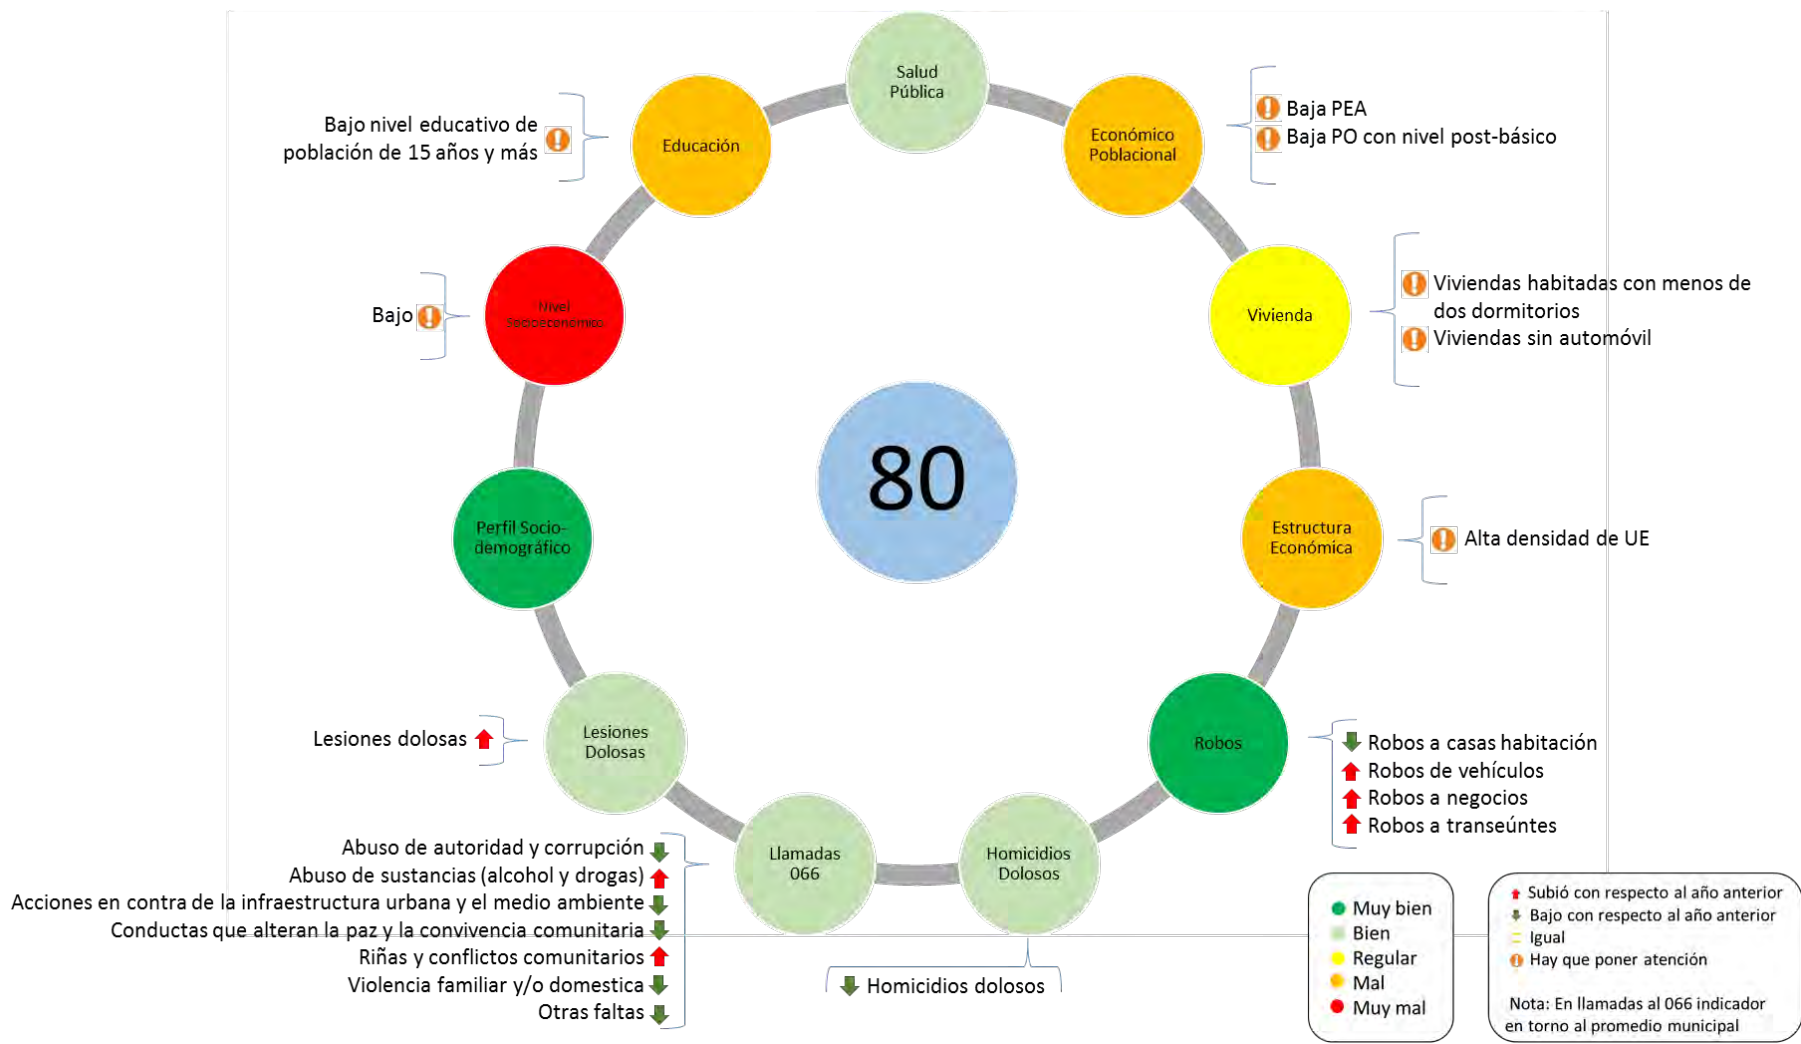 Salud
Pública
Educación
Bajo nivel educativo de
población de 15 años y más
Económico
Poblacional
Baja PEA
Baja PO con nivel post-básico
Nivel
Socioeconómico
Bajo
Vivienda
Viviendas habitadas con menos de
dos dormitorios
Viviendas sin automóvil
80
Perfil Socio-
demográfico
Estructura
Económica
Alta densidad de UE
Lesiones
Dolosas
Lesiones dolosas
Robos
Robos a casas habitación
Robos de vehículos
Robos a negocios
Robos a transeúntes
Llamadas
066
Abuso de autoridad y corrupción
Abuso de sustancias (alcohol y drogas)
Acciones en contra de la infraestructura urbana y el medio ambiente
Conductas que alteran la paz y la convivencia comunitaria
Riñas y conflictos comunitarios
Violencia familiar y/o domestica
Otras faltas
Homicidios
Dolosos
Homicidios dolosos
Muy bien
Bien
Regular
Mal
Muy mal
Subió con respecto al año anterior
Bajo con respecto al año anterior
Igual
Hay que poner atención
Nota: En llamadas al 066 indicador
en torno al promedio municipal